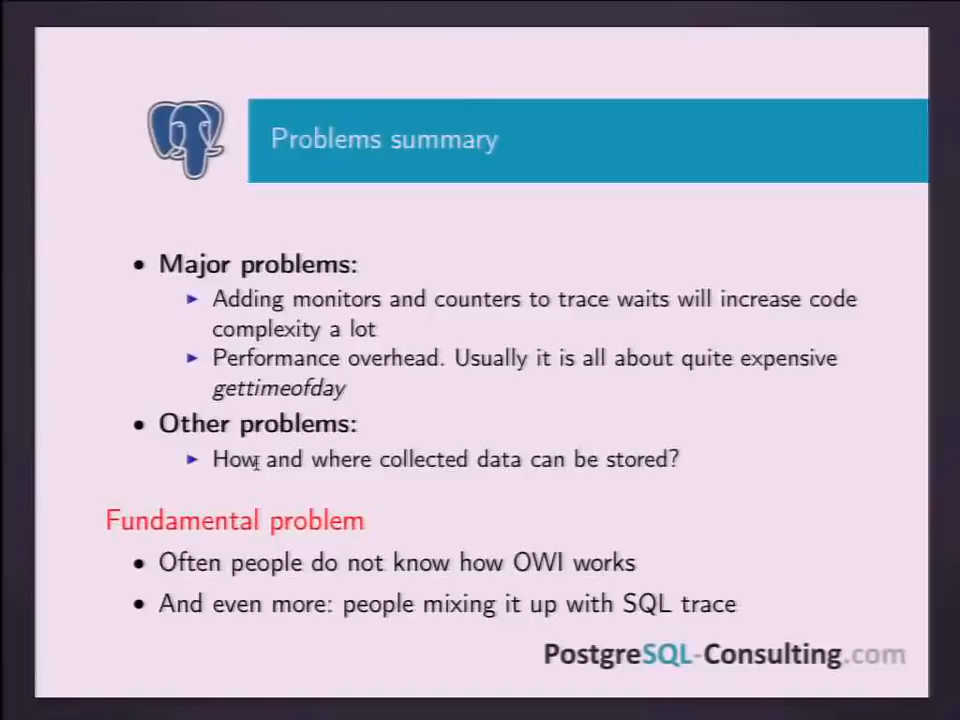 Problems summary
• Major problems:
▶ Adding monitors and counters to trace waits will increase code
complexity a lot
▶ Performance overhead. Usually it is all about quite expensive
gettimeofday
• Other problems:
▶ How and where collected data can be stored?
Fundamental problem
• Often people do not know how OWI works
• And even more: people mixing it up with SQL trace
PostgreSQL-Consulting.com